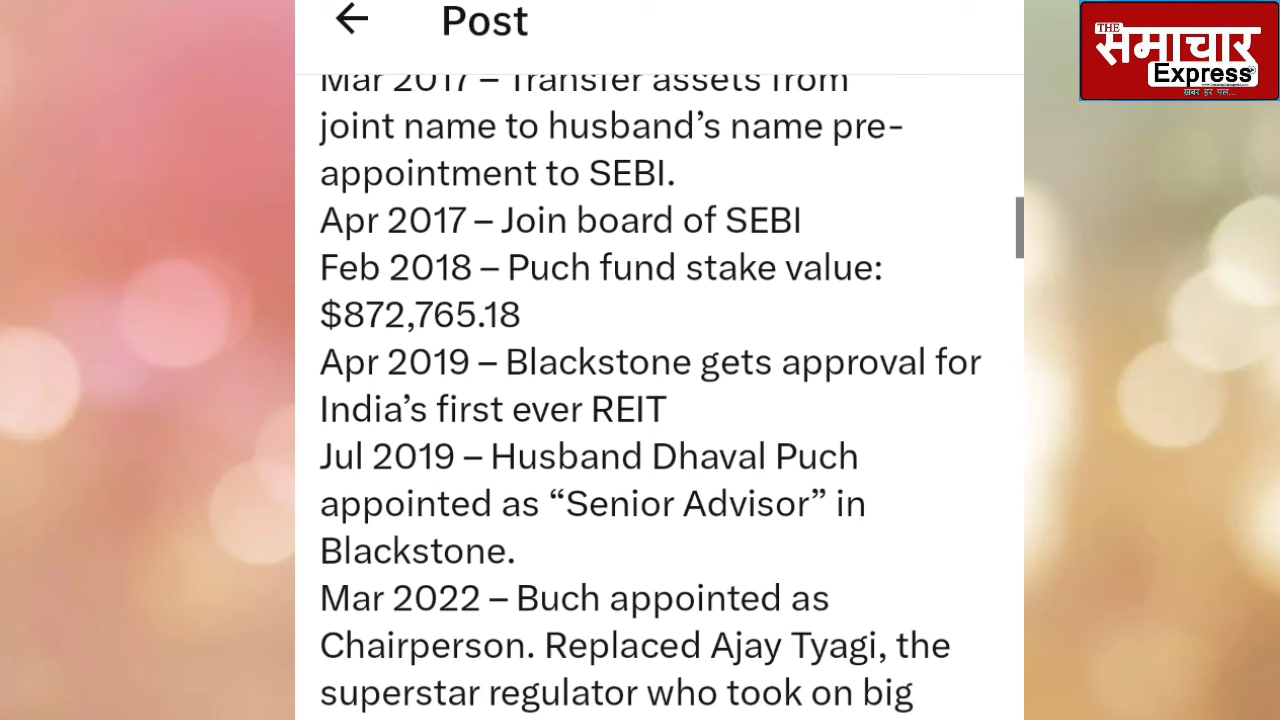 Post
Mar 2017 – Transfer assets from
joint name to husband’s name pre-
appointment to SEBI.
Apr 2017 – Join board of SEBI
Feb 2018 – Puch fund stake value:
$872,765.18
Apr 2019 – Blackstone gets approval for
India’s first ever REIT
Jul 2019 – Husband Dhaval Puch
appointed as “Senior Advisor” in
Blackstone.
Mar 2022 – Buch appointed as
Chairperson. Replaced Ajay Tyagi, the
superstar regulator who took on big
THE
समाचार
Express
ख़बर हर पल...